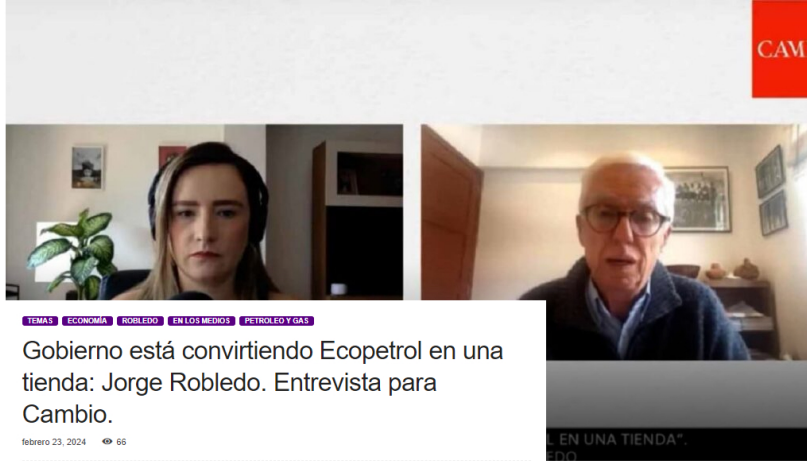 CAM
TEMAS ECONOMÍA ROBLEDO EN LOS MEDIOS PETROLEO Y GAS
Gobierno está convirtiendo Ecopetrol en una
tienda: Jorge Robledo. Entrevista para
Cambio.
febrero 23, 2024 66
L EN UNA TIENDA”.
EDO